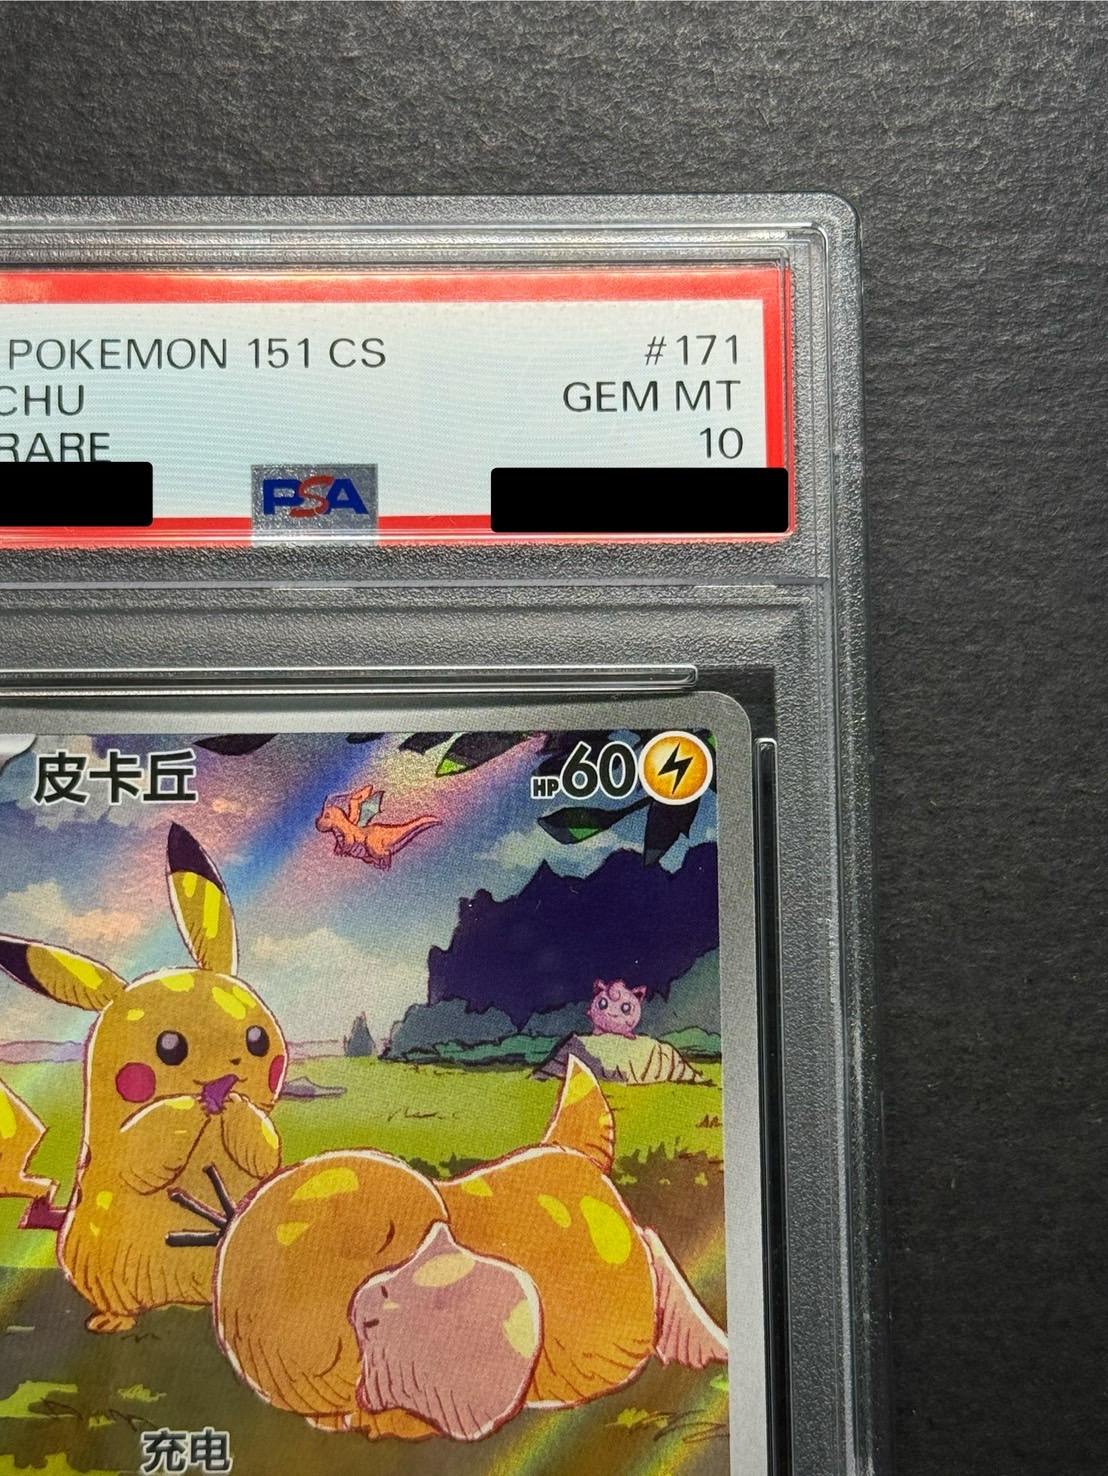 POKEMON 151 CS #171
CHU GEM MT
RARE 10
PSA
皮卡丘 HP60
充电